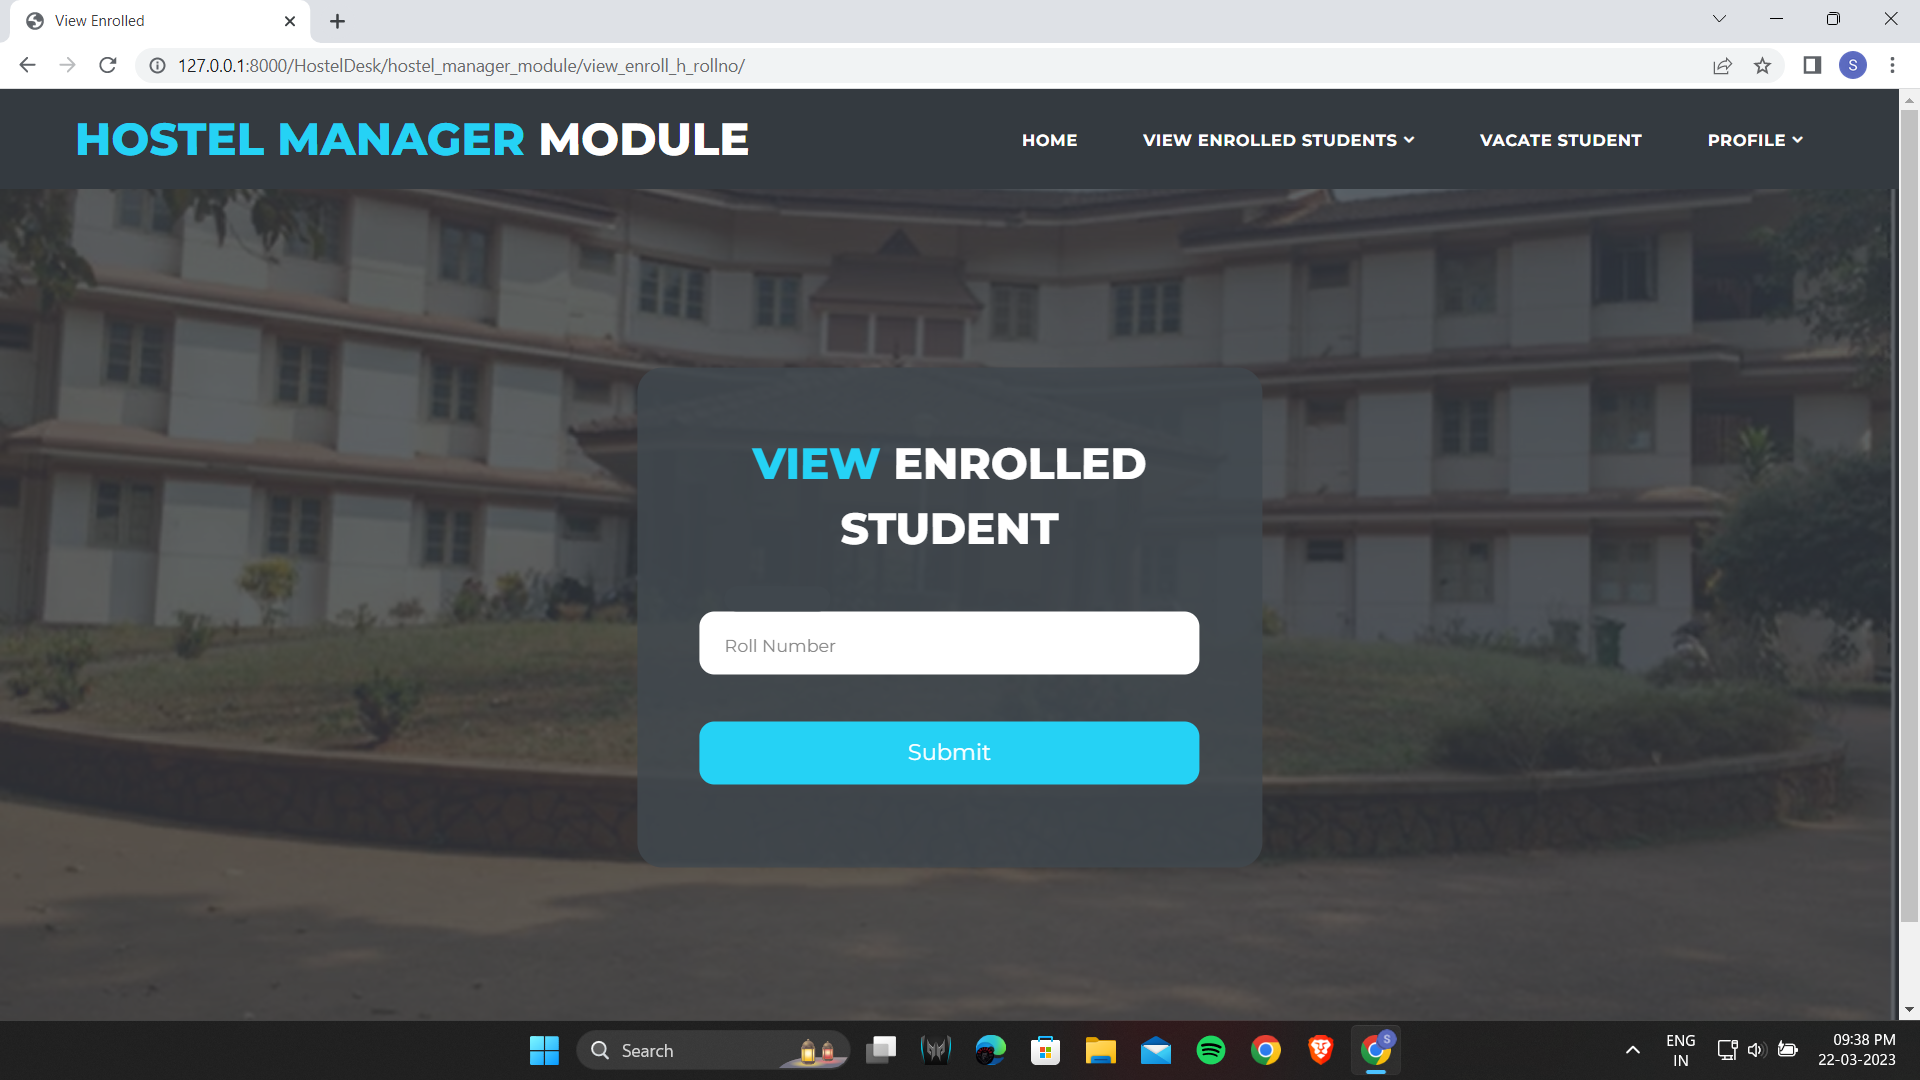 View Enrolled
127.0.0.1:8000/HostelDesk/hostel_manager_module/view_enroll_h_rollno/
S
HOSTEL MANAGER MODULE
HOME
VIEW ENROLLED STUDENTS
VACATE STUDENT
PROFILE
VIEW ENROLLED
STUDENT
Roll Number
Submit
Search
S
ENG
IN
09:38 PM
22-03-2023